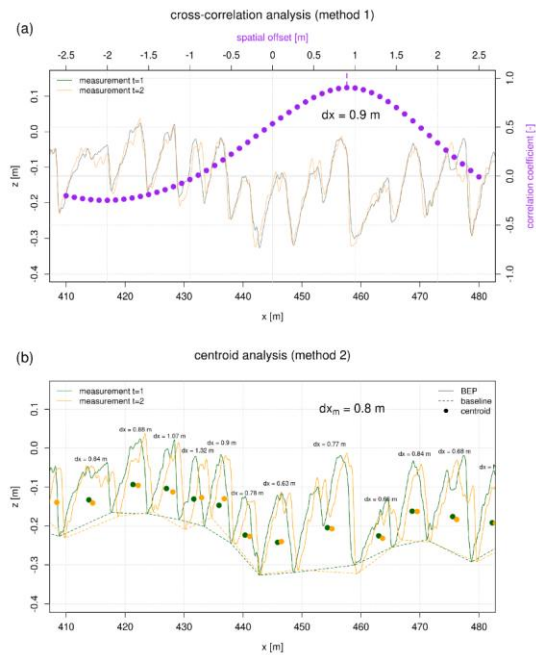 cross-correlation analysis (method 1)
(a)
spatial offset [m]
-2.5 -2 -1.5 -1 -0.5 0 0.5 1 1.5 2 2.5
measurement t=1
measurement t=2
dx = 0.9 m
0.1
0.0
-0.1
-0.2
-0.3
-0.4
z [m]
1.0
0.5
0.0
0.5
-1.0
correlation coefficient [-]
410 420 430 440 450 460 470 480
x [m]
(b)
centroid analysis (method 2)
measurement t=1
measurement t=2
dxm = 0.8 m
BEP
baseline
centroid
dx = 0.84 m
dx = 0.88 m
dx = 1.07 m
dx = 1.32 m
dx = 0.9 m
dx = 0.78 m
dx = 0.63 m
dx = 0.77 m
dx = 0.84 m
dx = 0.88 m
0.1
0.0
-0.1
-0.2
-0.3
-0.4
z [m]
410 420 430 440 450 460 470 480
x [m]